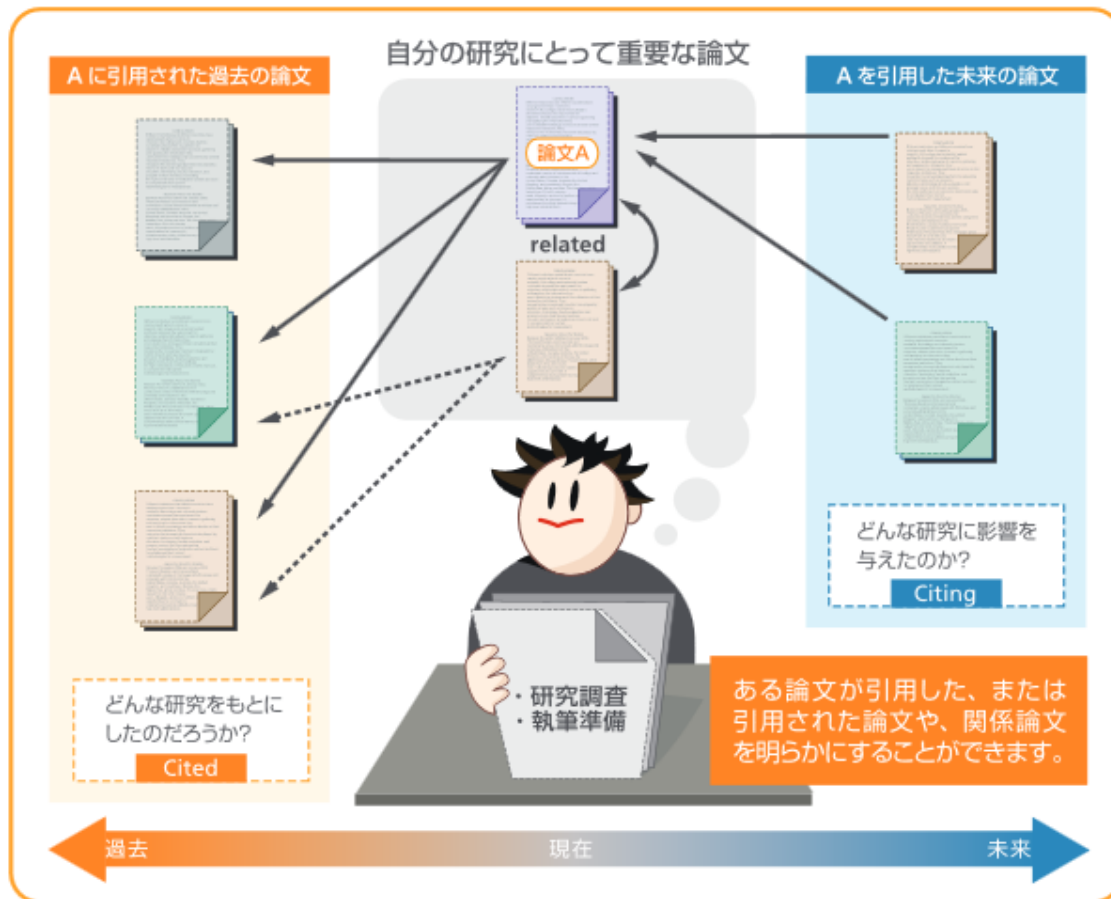 自分の研究にとって重要な論文
Aに引用された過去の論文
Aを引用した未来の論文
論文A
related
どんな研究に影響を
与えたのか?
Citing
・研究調査
・執筆準備
どんな研究をもとに
したのだろうか?
Cited
ある論文が引用した、または
引用された論文や、関係論文
を明らかにすることができます。
過去
現在
未来